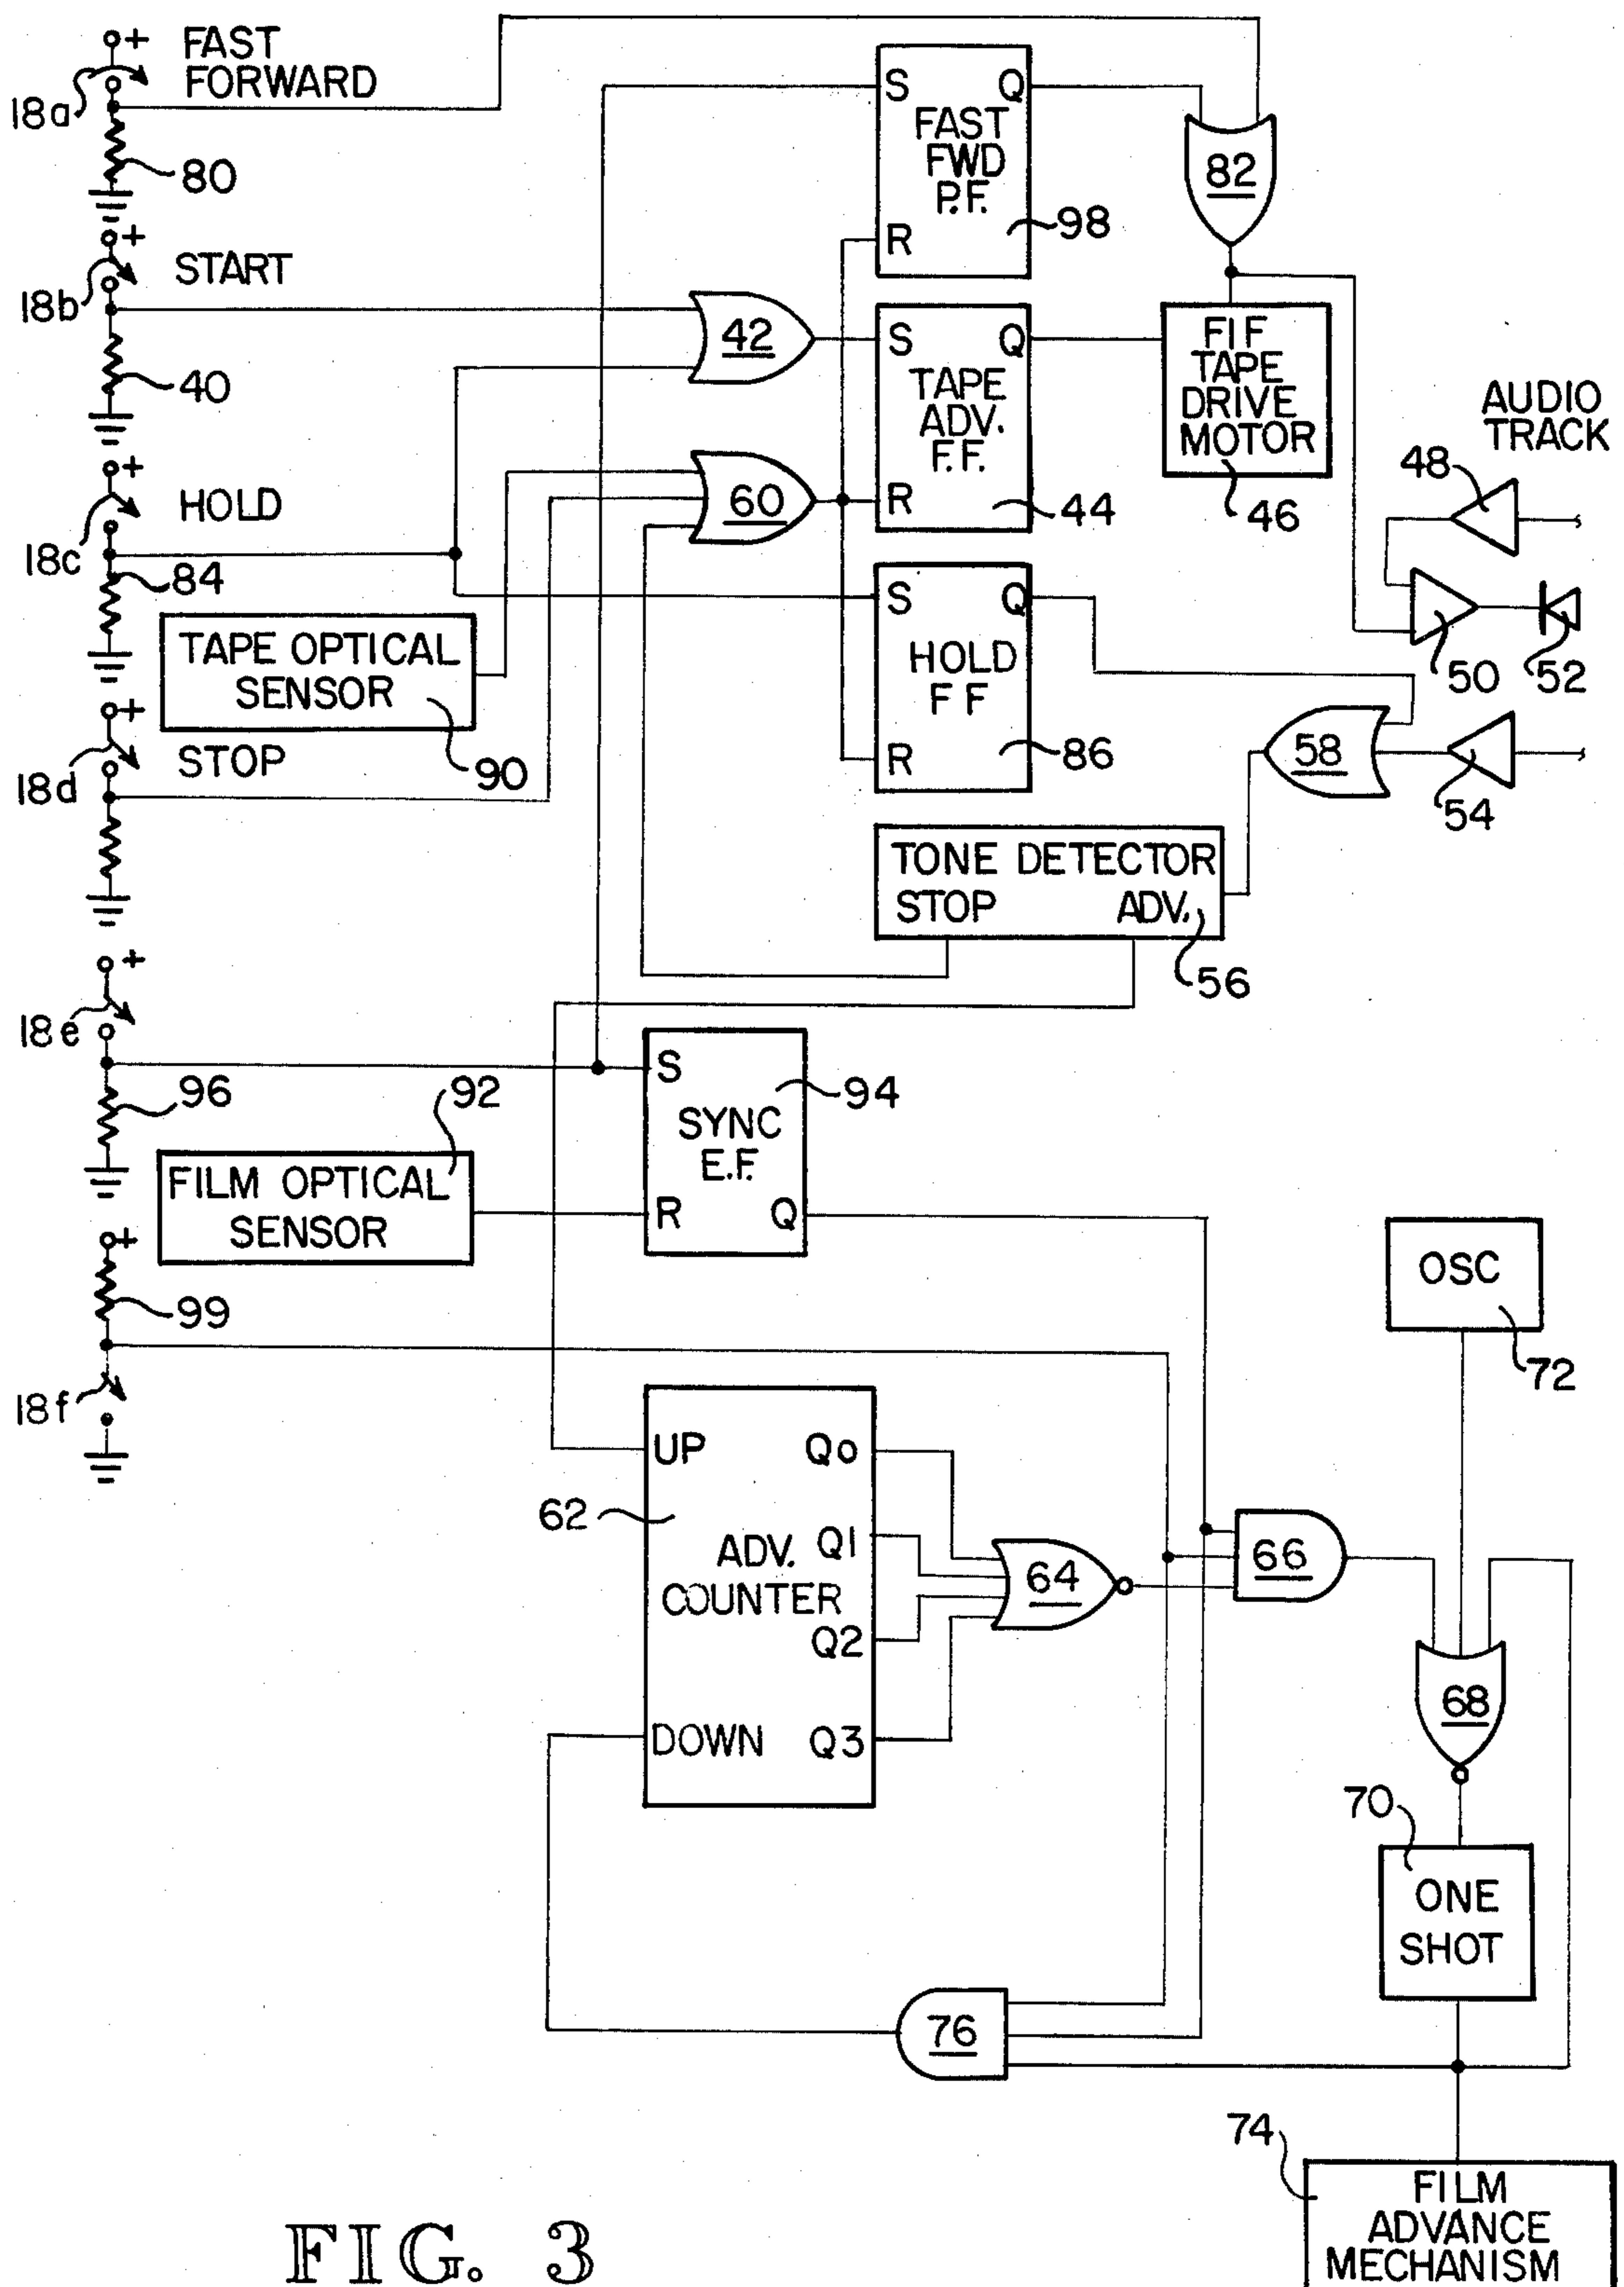 + FAST
FORWARD
18a
80
+
START
18b
40
+
HOLD
18c
84
TAPE OPTICAL
SENSOR
90
+
STOP
18d
+
18e
96
92
FILM OPTICAL
SENSOR
+
99
18f
S Q
FAST
FWD
P.F.
R
98
82
42
S Q
TAPE
ADV.
F.F.
R
44
60
FIF
TAPE
DRIVE
MOTOR
46
AUDIO
TRACK
48
50
52
S Q
HOLD
F F
R
86
58
54
TONE DETECTOR
STOP ADV.
56
S
SYNC
E.F.
R Q
94
OSC
72
UP Q0
62
ADV. Q1
COUNTER
Q2
DOWN Q3
64
66
68
70
ONE
SHOT
76
74
FILM
ADVANCE
MECHANISM
FIG. 3